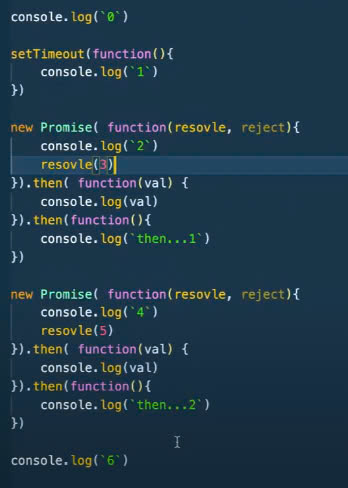 console.log(`0`)
setTimeout(function(){
    console.log(`1`)
})
new Promise( function(resovle, reject){
    console.log(`2`)
    resovle(3)
}).then( function(val) {
    console.log(val)
}).then(function(){
    console.log(`then...1`)
})
new Promise( function(resovle, reject){
    console.log(`4`)
    resovle(5)
}).then( function(val) {
    console.log(val)
}).then(function(){
    console.log(`then...2`)
})
console.log(`6`)